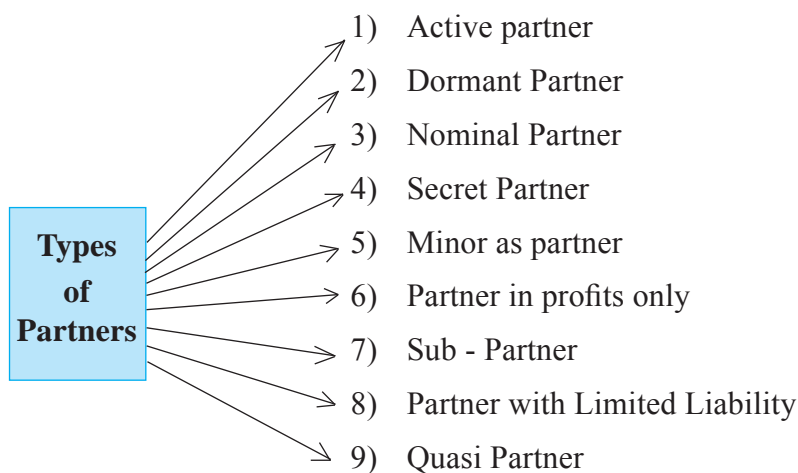 Types
of
Partners
1) Active partner
2) Dormant Partner
3) Nominal Partner
4) Secret Partner
5) Minor as partner
6) Partner in profits only
7) Sub - Partner
8) Partner with Limited Liability
9) Quasi Partner